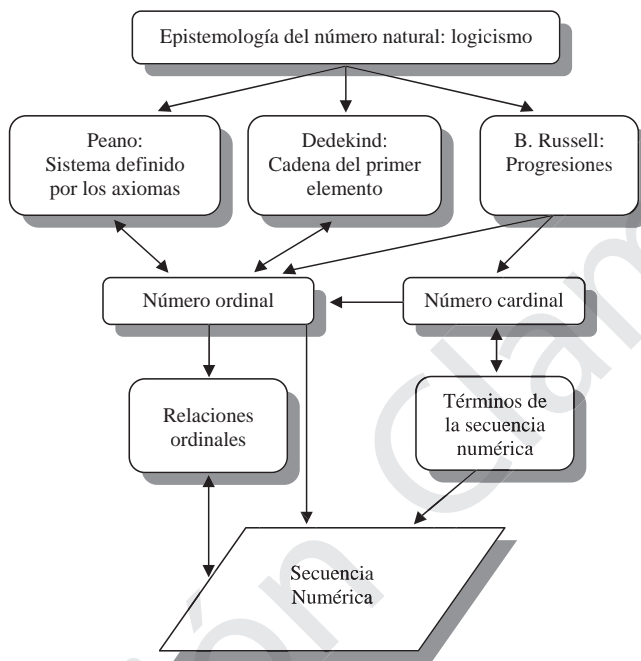 Epistemología del número natural: logicismo
Peano:
Sistema definido
por los axiomas
Dedekind:
Cadena del primer
elemento
B. Russell:
Progresiones
Número ordinal
Número cardinal
Relaciones
ordinales
Términos de
la secuencia
numérica
Secuencia
Numérica